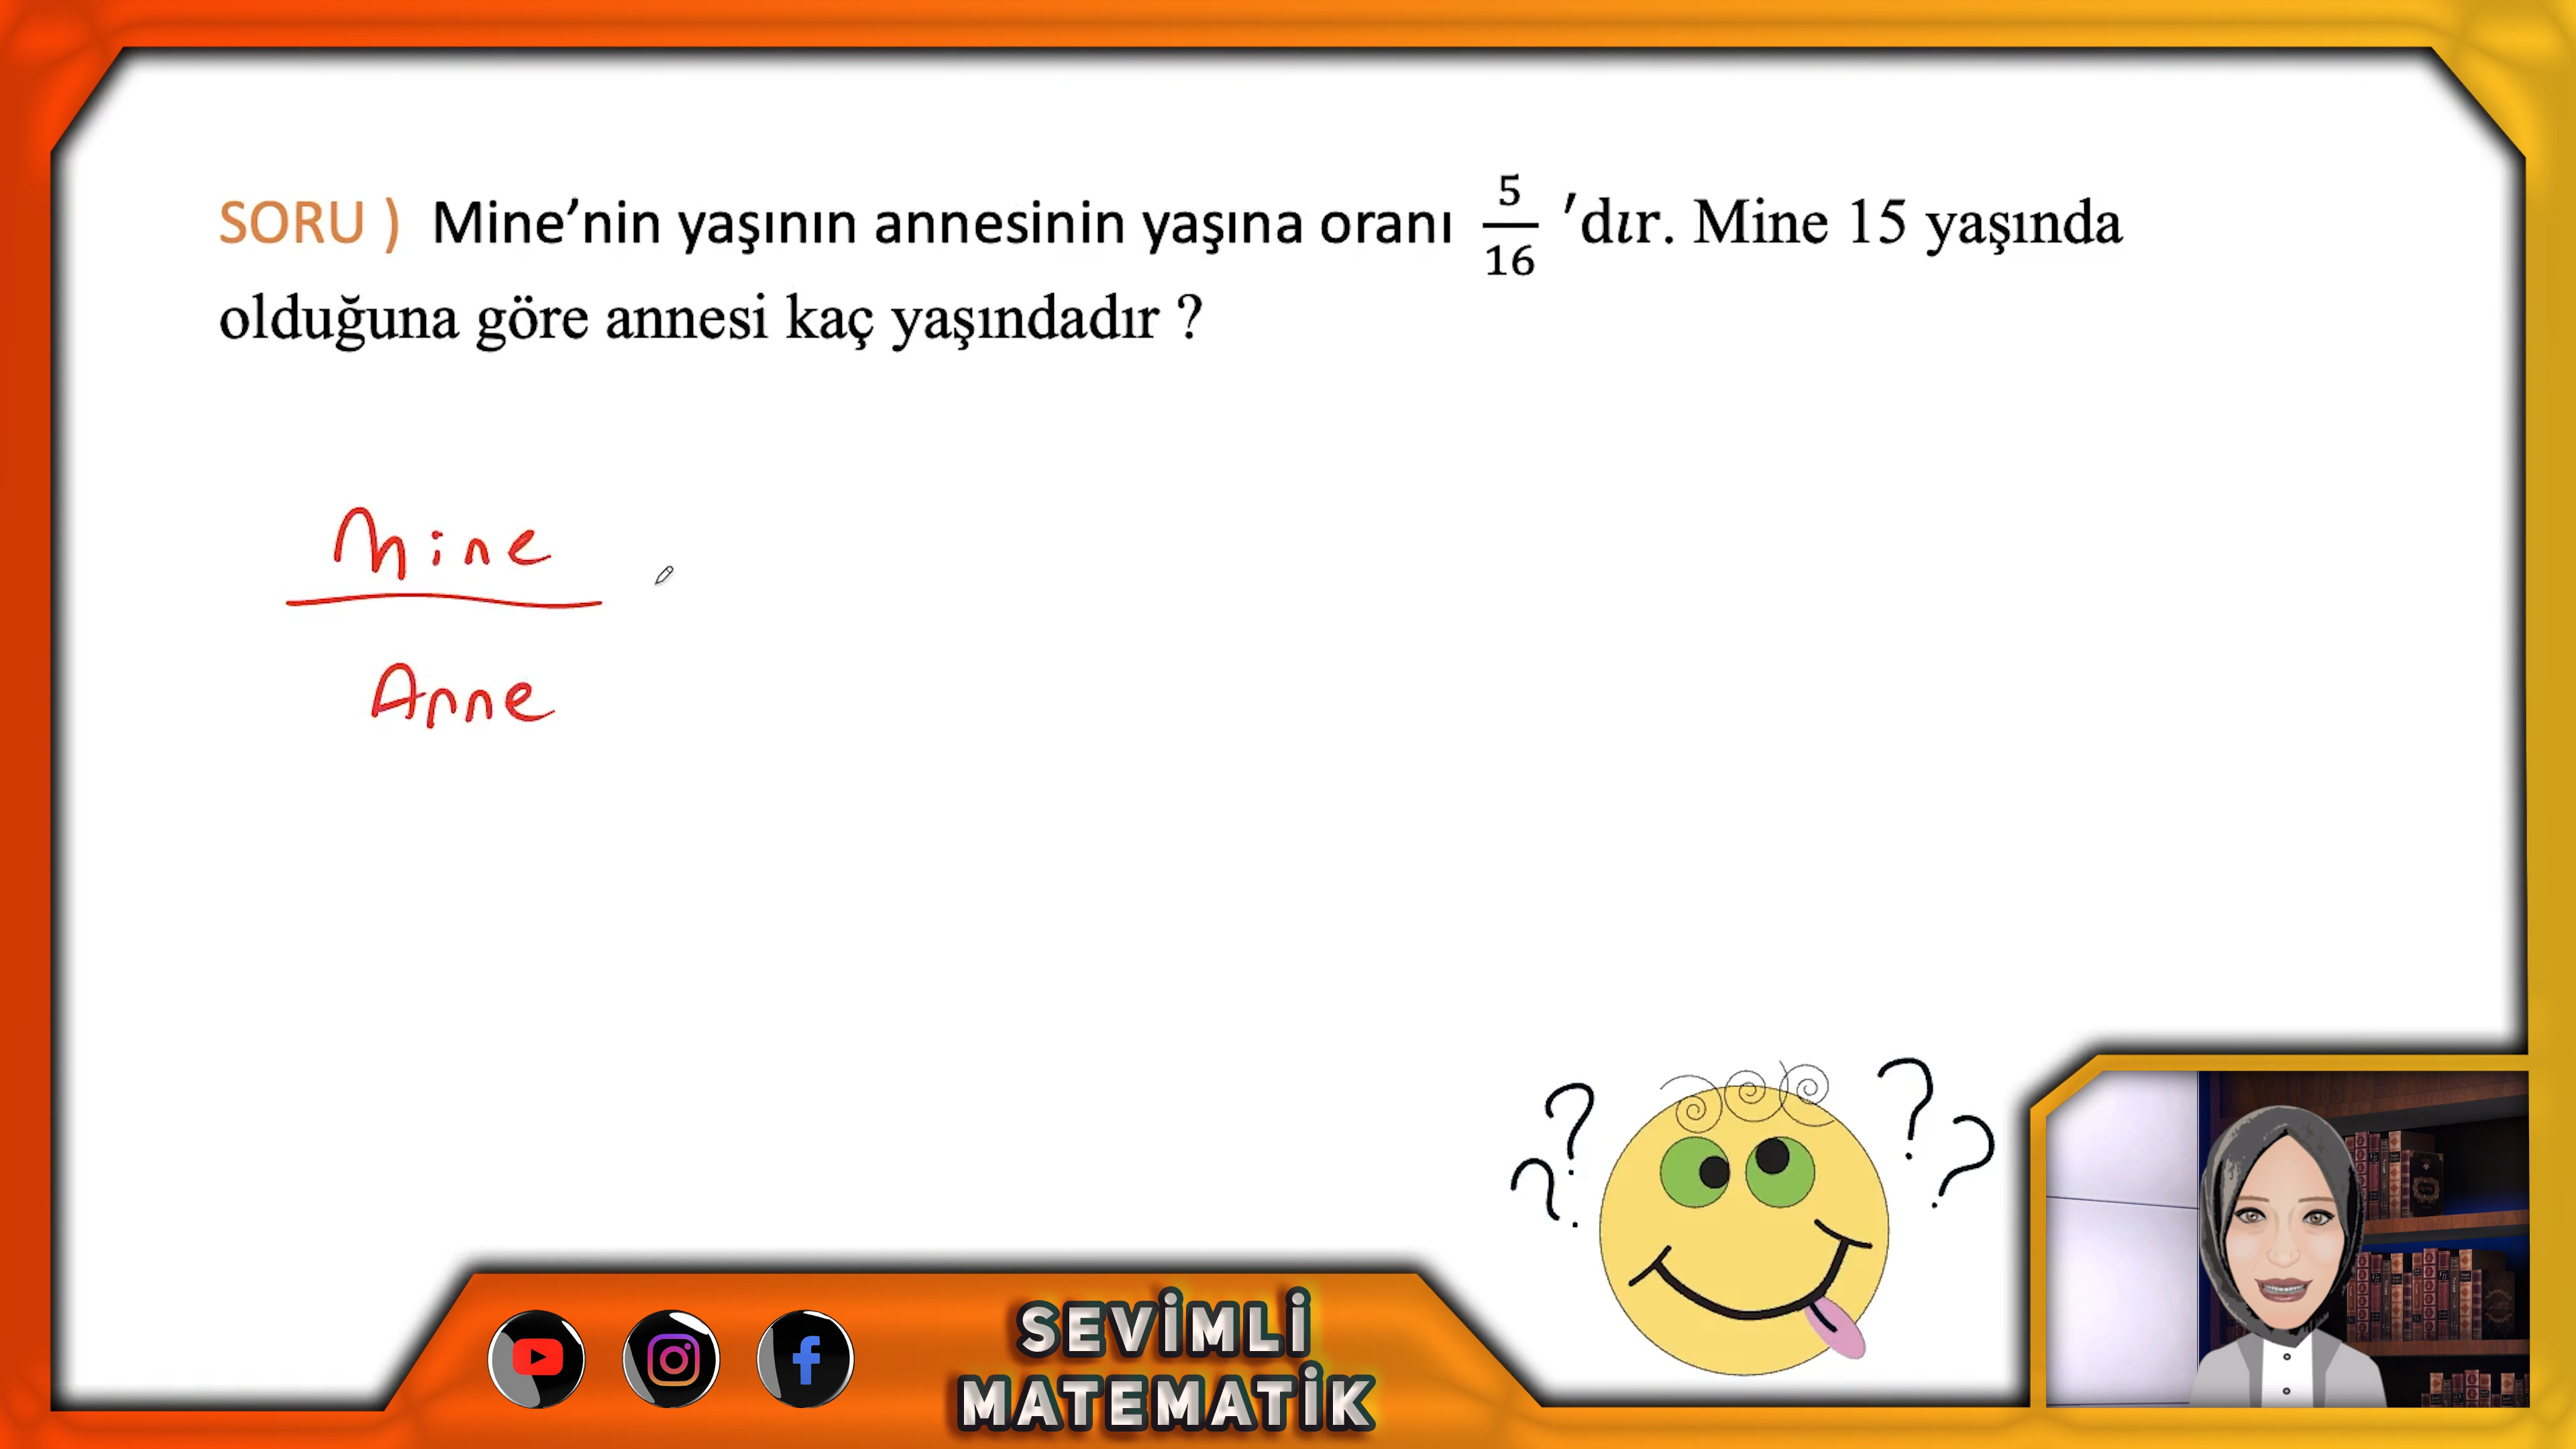 SORU ) Mine’nin yaşının annesinin yaşına oranı 5/16 ’dır. Mine 15 yaşında
olduğuna göre annesi kaç yaşındadır ?
Mine
Anne
? ? ? ?
SEVİMLİ
MATEMATİK